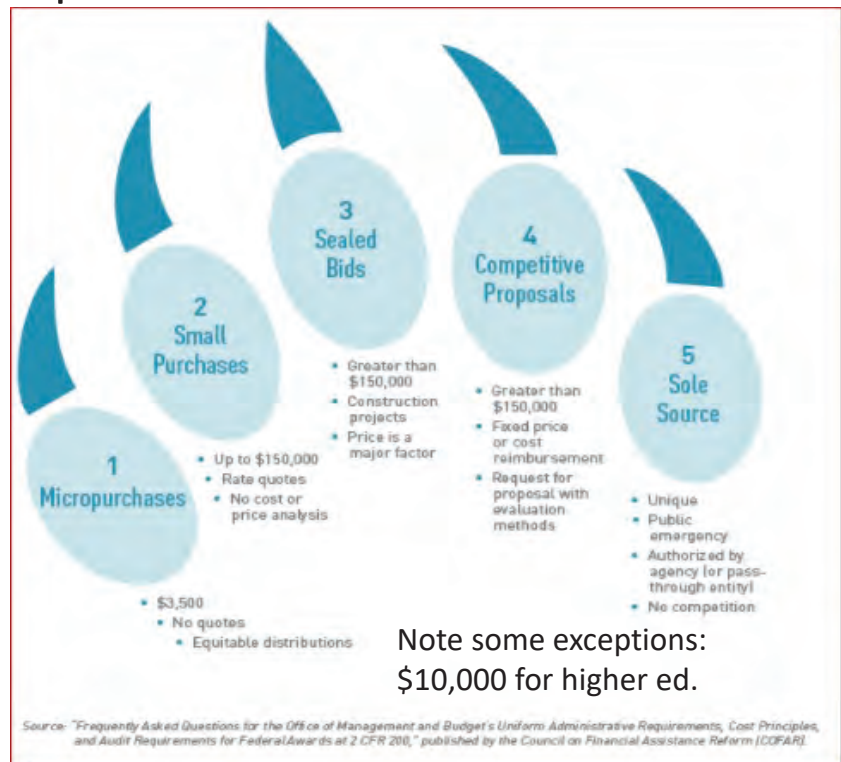 1
Micropurchases
• $3,500
• No quotes
• Equitable distributions
2
Small
Purchases
• Up to $150,000
• Rate quotes
• No cost or
price analysis
3
Sealed
Bids
• Greater than
$150,000
• Construction
projects
• Price is a
major factor
4
Competitive
Proposals
• Greater than
$150,000
• Fixed price
or cost
reimbursement
• Request for
proposal with
evaluation
methods
5
Sole
Source
• Unique
• Public
emergency
• Authorized by
agency (or pass-
through entity)
• No competition
Note some exceptions:
$10,000 for higher ed.
Source: "Frequently Asked Questions for the Office of Management and Budget's Uniform Administrative Requirements, Cost Principles,
and Audit Requirements for Federal Awards at 2 CFR 200," published by the Council on Financial Assistance Reform (COFAR).